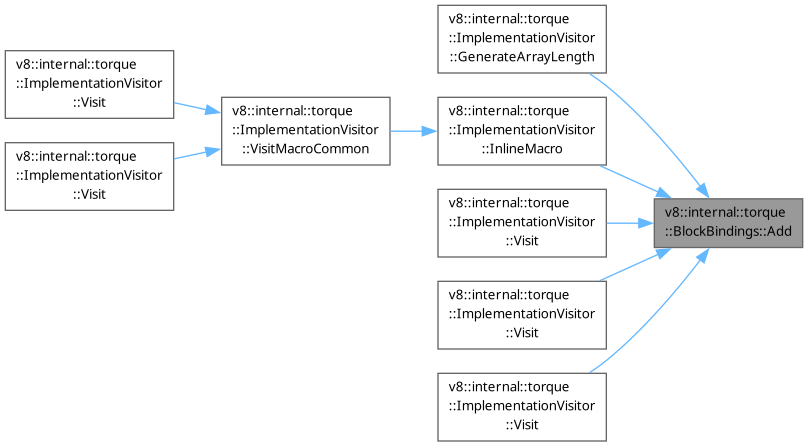 v8::internal::torque
::ImplementationVisitor
::Visit
v8::internal::torque
::ImplementationVisitor
::Visit
v8::internal::torque
::ImplementationVisitor
::VisitMacroCommon
v8::internal::torque
::ImplementationVisitor
::GenerateArrayLength
v8::internal::torque
::ImplementationVisitor
::InlineMacro
v8::internal::torque
::ImplementationVisitor
::Visit
v8::internal::torque
::ImplementationVisitor
::Visit
v8::internal::torque
::ImplementationVisitor
::Visit
v8::internal::torque
::BlockBindings::Add